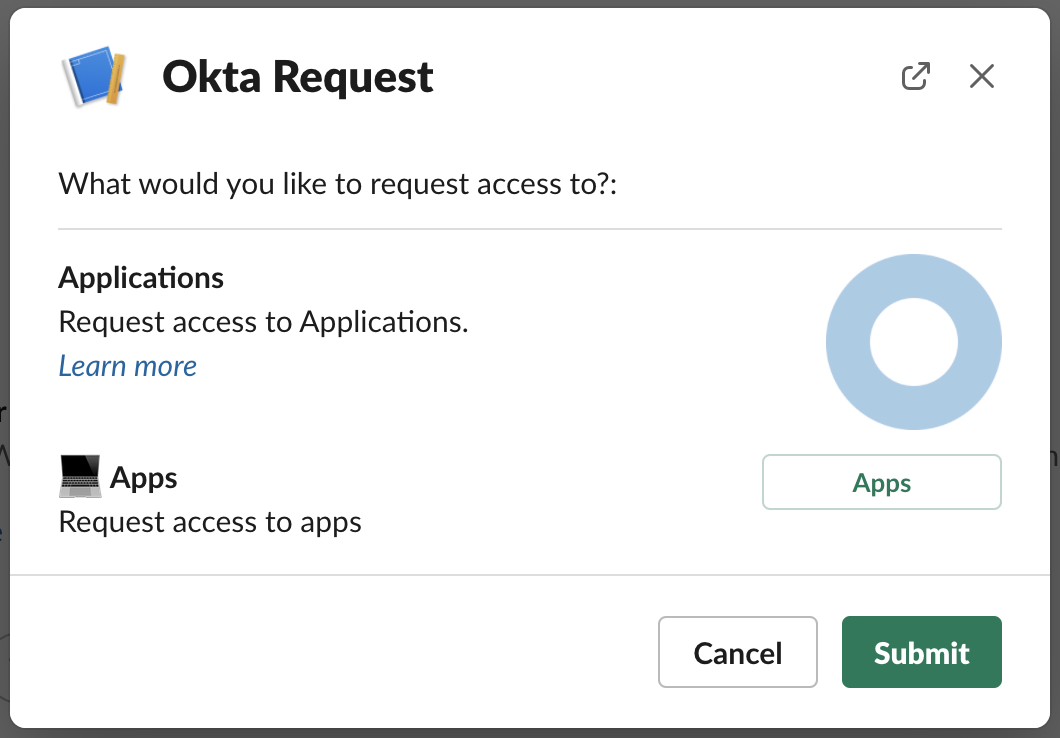 Okta Request
What would you like to request access to?:
Applications
Request access to Applications.
Learn more
Apps
Apps
Request access to apps
Cancel
Submit